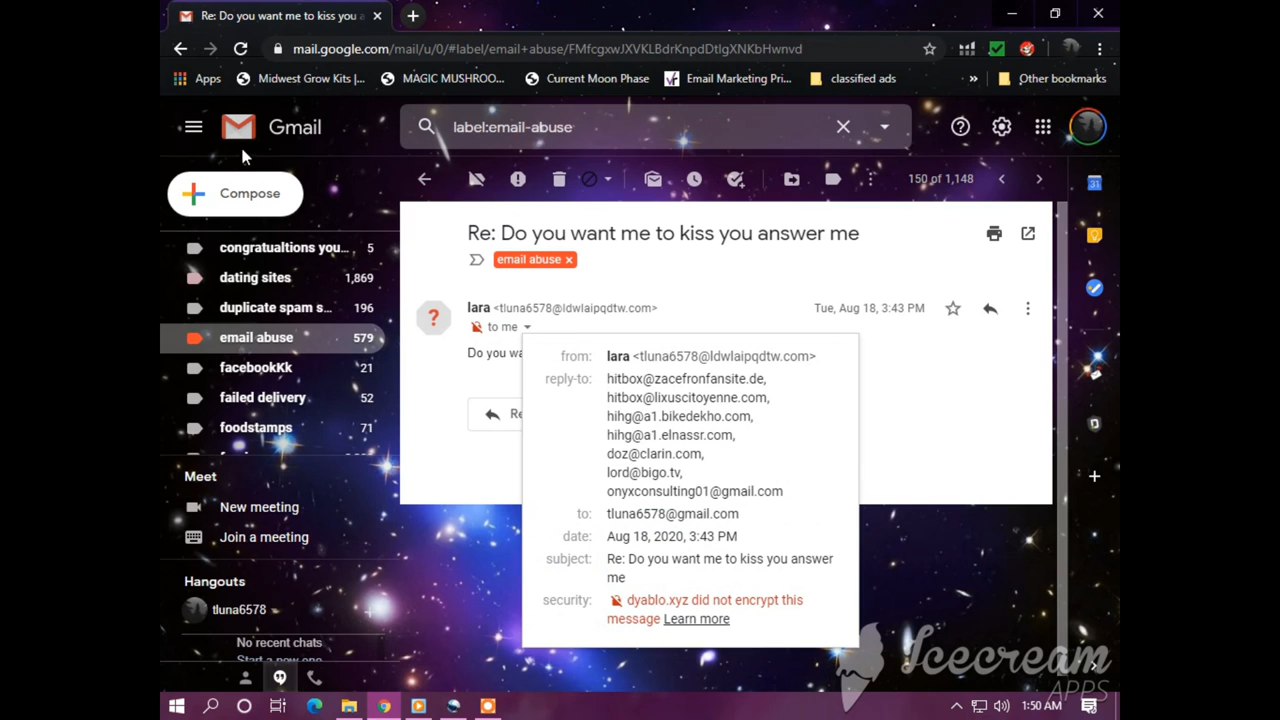 Re: Do you want me to kiss you a
mail.google.com/mail/u/0/#label/email+abuse/FMfcgxwJXVKLBdrKnpdDtlgXNKbHwnvd
Apps Midwest Grow Kits |... MAGIC MUSHROO... Current Moon Phase Email Marketing Pri... classified ads » Other bookmarks
Gmail
label:email-abuse
Compose
150 of 1,148
congratualtions you... 5
dating sites 1,869
duplicate spam s... 196
email abuse 579
facebookKk 21
failed delivery 52
foodstamps 71
Meet
New meeting
Join a meeting
Hangouts
tluna6578
No recent chats
Start a new one
Re: Do you want me to kiss you answer me
email abuse ×
lara <tluna6578@ldwlaipqdtw.com>
Tue, Aug 18, 3:43 PM
to me
Do you wa
Re
from: lara <tluna6578@ldwlaipqdtw.com>
reply-to: hitbox@zacefronfansite.de,
hitbox@lixuscitoyenne.com,
hihg@a1.bikedekho.com,
hihg@a1.elnassr.com,
doz@clarin.com,
lord@bigo.tv,
onyxconsulting01@gmail.com
to: tluna6578@gmail.com
date: Aug 18, 2020, 3:43 PM
subject: Re: Do you want me to kiss you answer
me
security: dyablo.xyz did not encrypt this
message Learn more
31
Icecream
APPS
1:50 AM